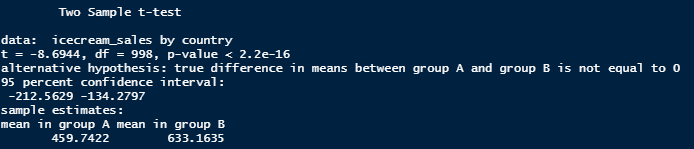 Two Sample t-test
data:  icecream_sales by country
t = -8.6944, df = 998, p-value < 2.2e-16
alternative hypothesis: true difference in means between group A and group B is not equal to 0
95 percent confidence interval:
 -212.5629 -134.2797
sample estimates:
mean in group A mean in group B
       459.7422        633.1635